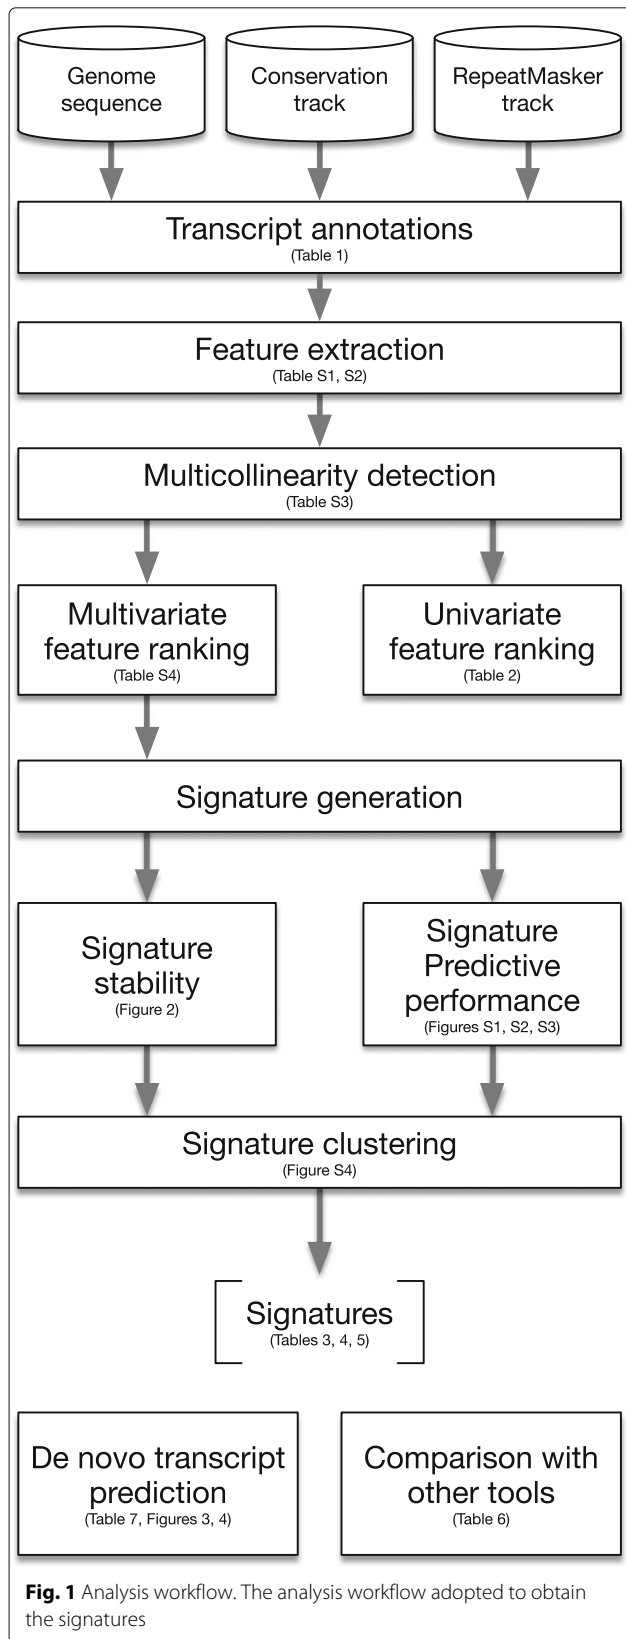 Genome
sequence
Conservation
track
RepeatMasker
track
Transcript annotations
(Table 1)
Feature extraction
(Table S1, S2)
Multicollinearity detection
(Table S3)
Multivariate
feature ranking
(Table S4)
Univariate
feature ranking
(Table 2)
Signature generation
Signature
stability
(Figure 2)
Signature
Predictive
performance
(Figures S1, S2, S3)
Signature clustering
(Figure S4)
Signatures
(Tables 3, 4, 5)
De novo transcript
prediction
(Table 7, Figures 3, 4)
Comparison with
other tools
(Table 6)
Fig. 1 Analysis workflow. The analysis workflow adopted to obtain
the signatures